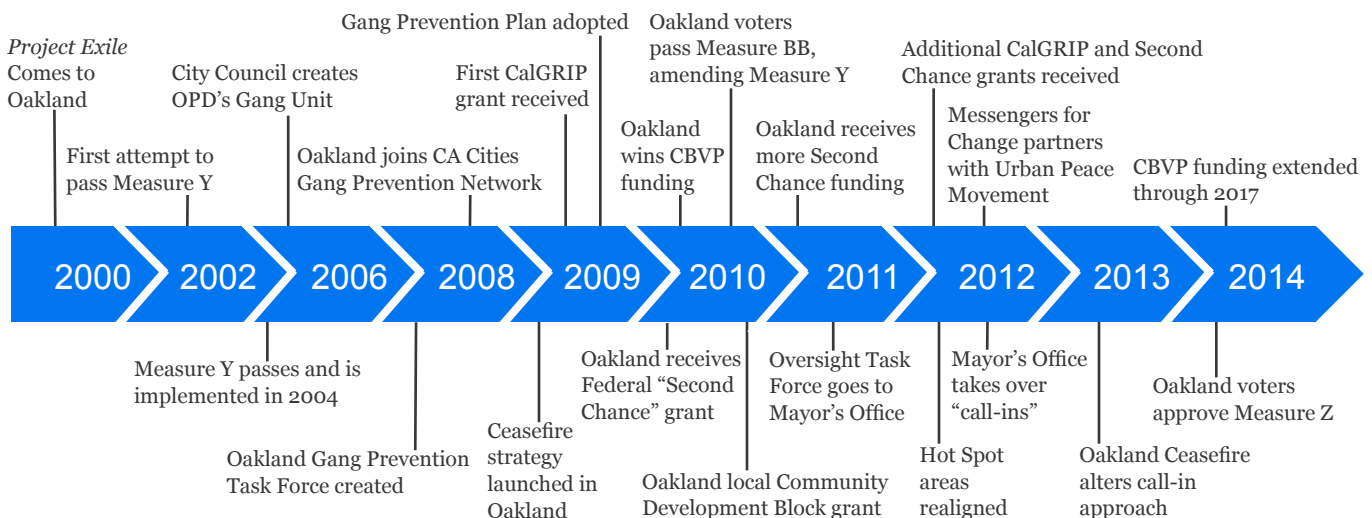 Project Exile
Comes to
Oakland
First attempt to
pass Measure Y
City Council creates
OPD’s Gang Unit
Oakland joins CA Cities
Gang Prevention Network
First CalGRIP
grant received
Gang Prevention Plan adopted
Oakland
wins CBVP
funding
Oakland voters
pass Measure BB,
amending Measure Y
Oakland receives
more Second
Chance funding
Additional CalGRIP and Second
Chance grants received
Messengers for
Change partners
with Urban Peace
Movement
CBVP funding extended
through 2017
2000
2002
2006
2008
2009
2010
2011
2012
2013
2014
Measure Y passes and is
implemented in 2004
Oakland Gang Prevention
Task Force created
Ceasefire
strategy
launched in
Oakland
Oakland receives
Federal “Second
Chance” grant
Oakland local Community
Development Block grant
Oversight Task
Force goes to
Mayor’s Office
Hot Spot
areas
realigned
Mayor’s Office
takes over
“call-ins”
Oakland Ceasefire
alters call-in
approach
Oakland voters
approve Measure Z